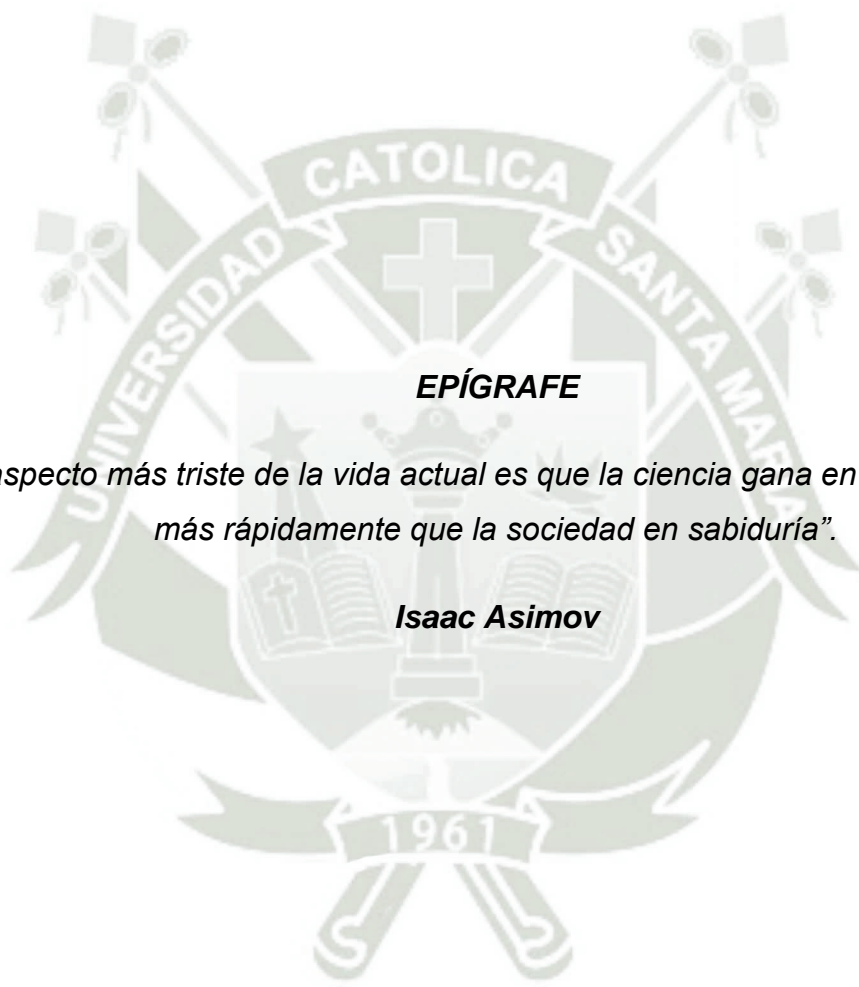 CATOLICA
UNIVERSIDAD
SANTA MARIA
EPÍGRAFE
aspecto más triste de la vida actual es que la ciencia gana en
más rápidamente que la sociedad en sabiduría”.
Isaac Asimov
1961